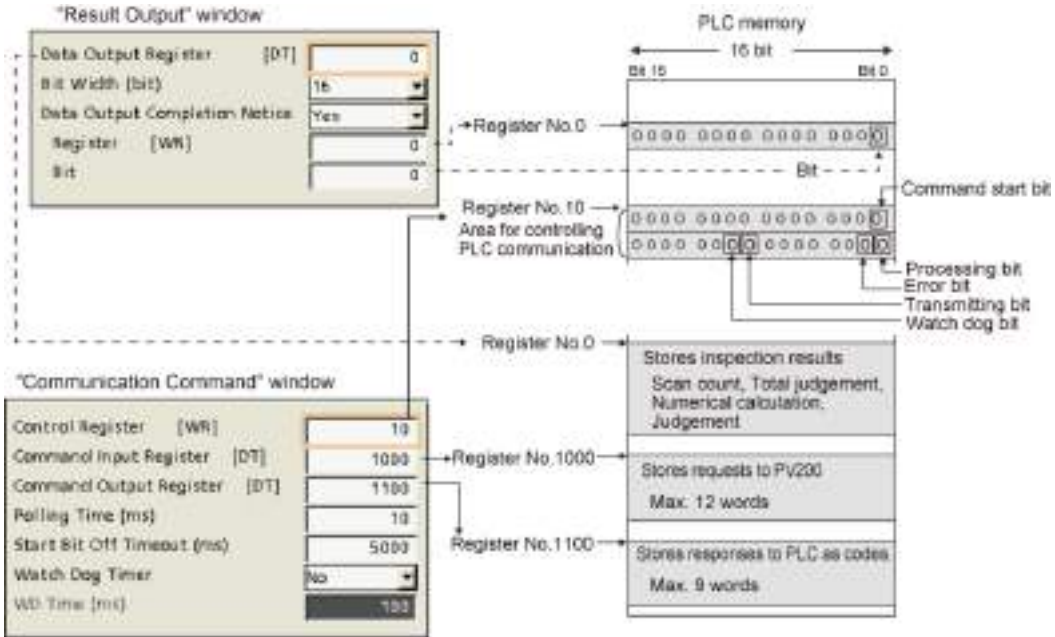 "Result Output" window
Data Output Register [DT] 0
Bit Width (bit) 16
Data Output Completion Notice Yes
Register [WR] 0
Bit 0
PLC memory
16 bit
Bit 15 Bit 0
Register No.0
0000 0000 0000 0000
Bit
Command start bit
Register No.10
Area for controlling
PLC communication
0000 0000 0000 0000
0000 0000 0000 0000
Processing bit
Error bit
Transmitting bit
Watch dog bit
Register No.0
Stores inspection results
Scan count, Total judgement,
Numerical calculation,
Judgement
"Communication Command" window
Control Register [WR] 10
Command Input Register [DT] 1000
Command Output Register [DT] 1100
Polling Time (ms) 10
Start Bit Off Timeout (ms) 5000
Watch Dog Timer No
WD Time (ms) 100
Register No.1000
Stores requests to PV200
Max. 12 words
Register No.1100
Stores responses to PLC as codes
Max. 9 words